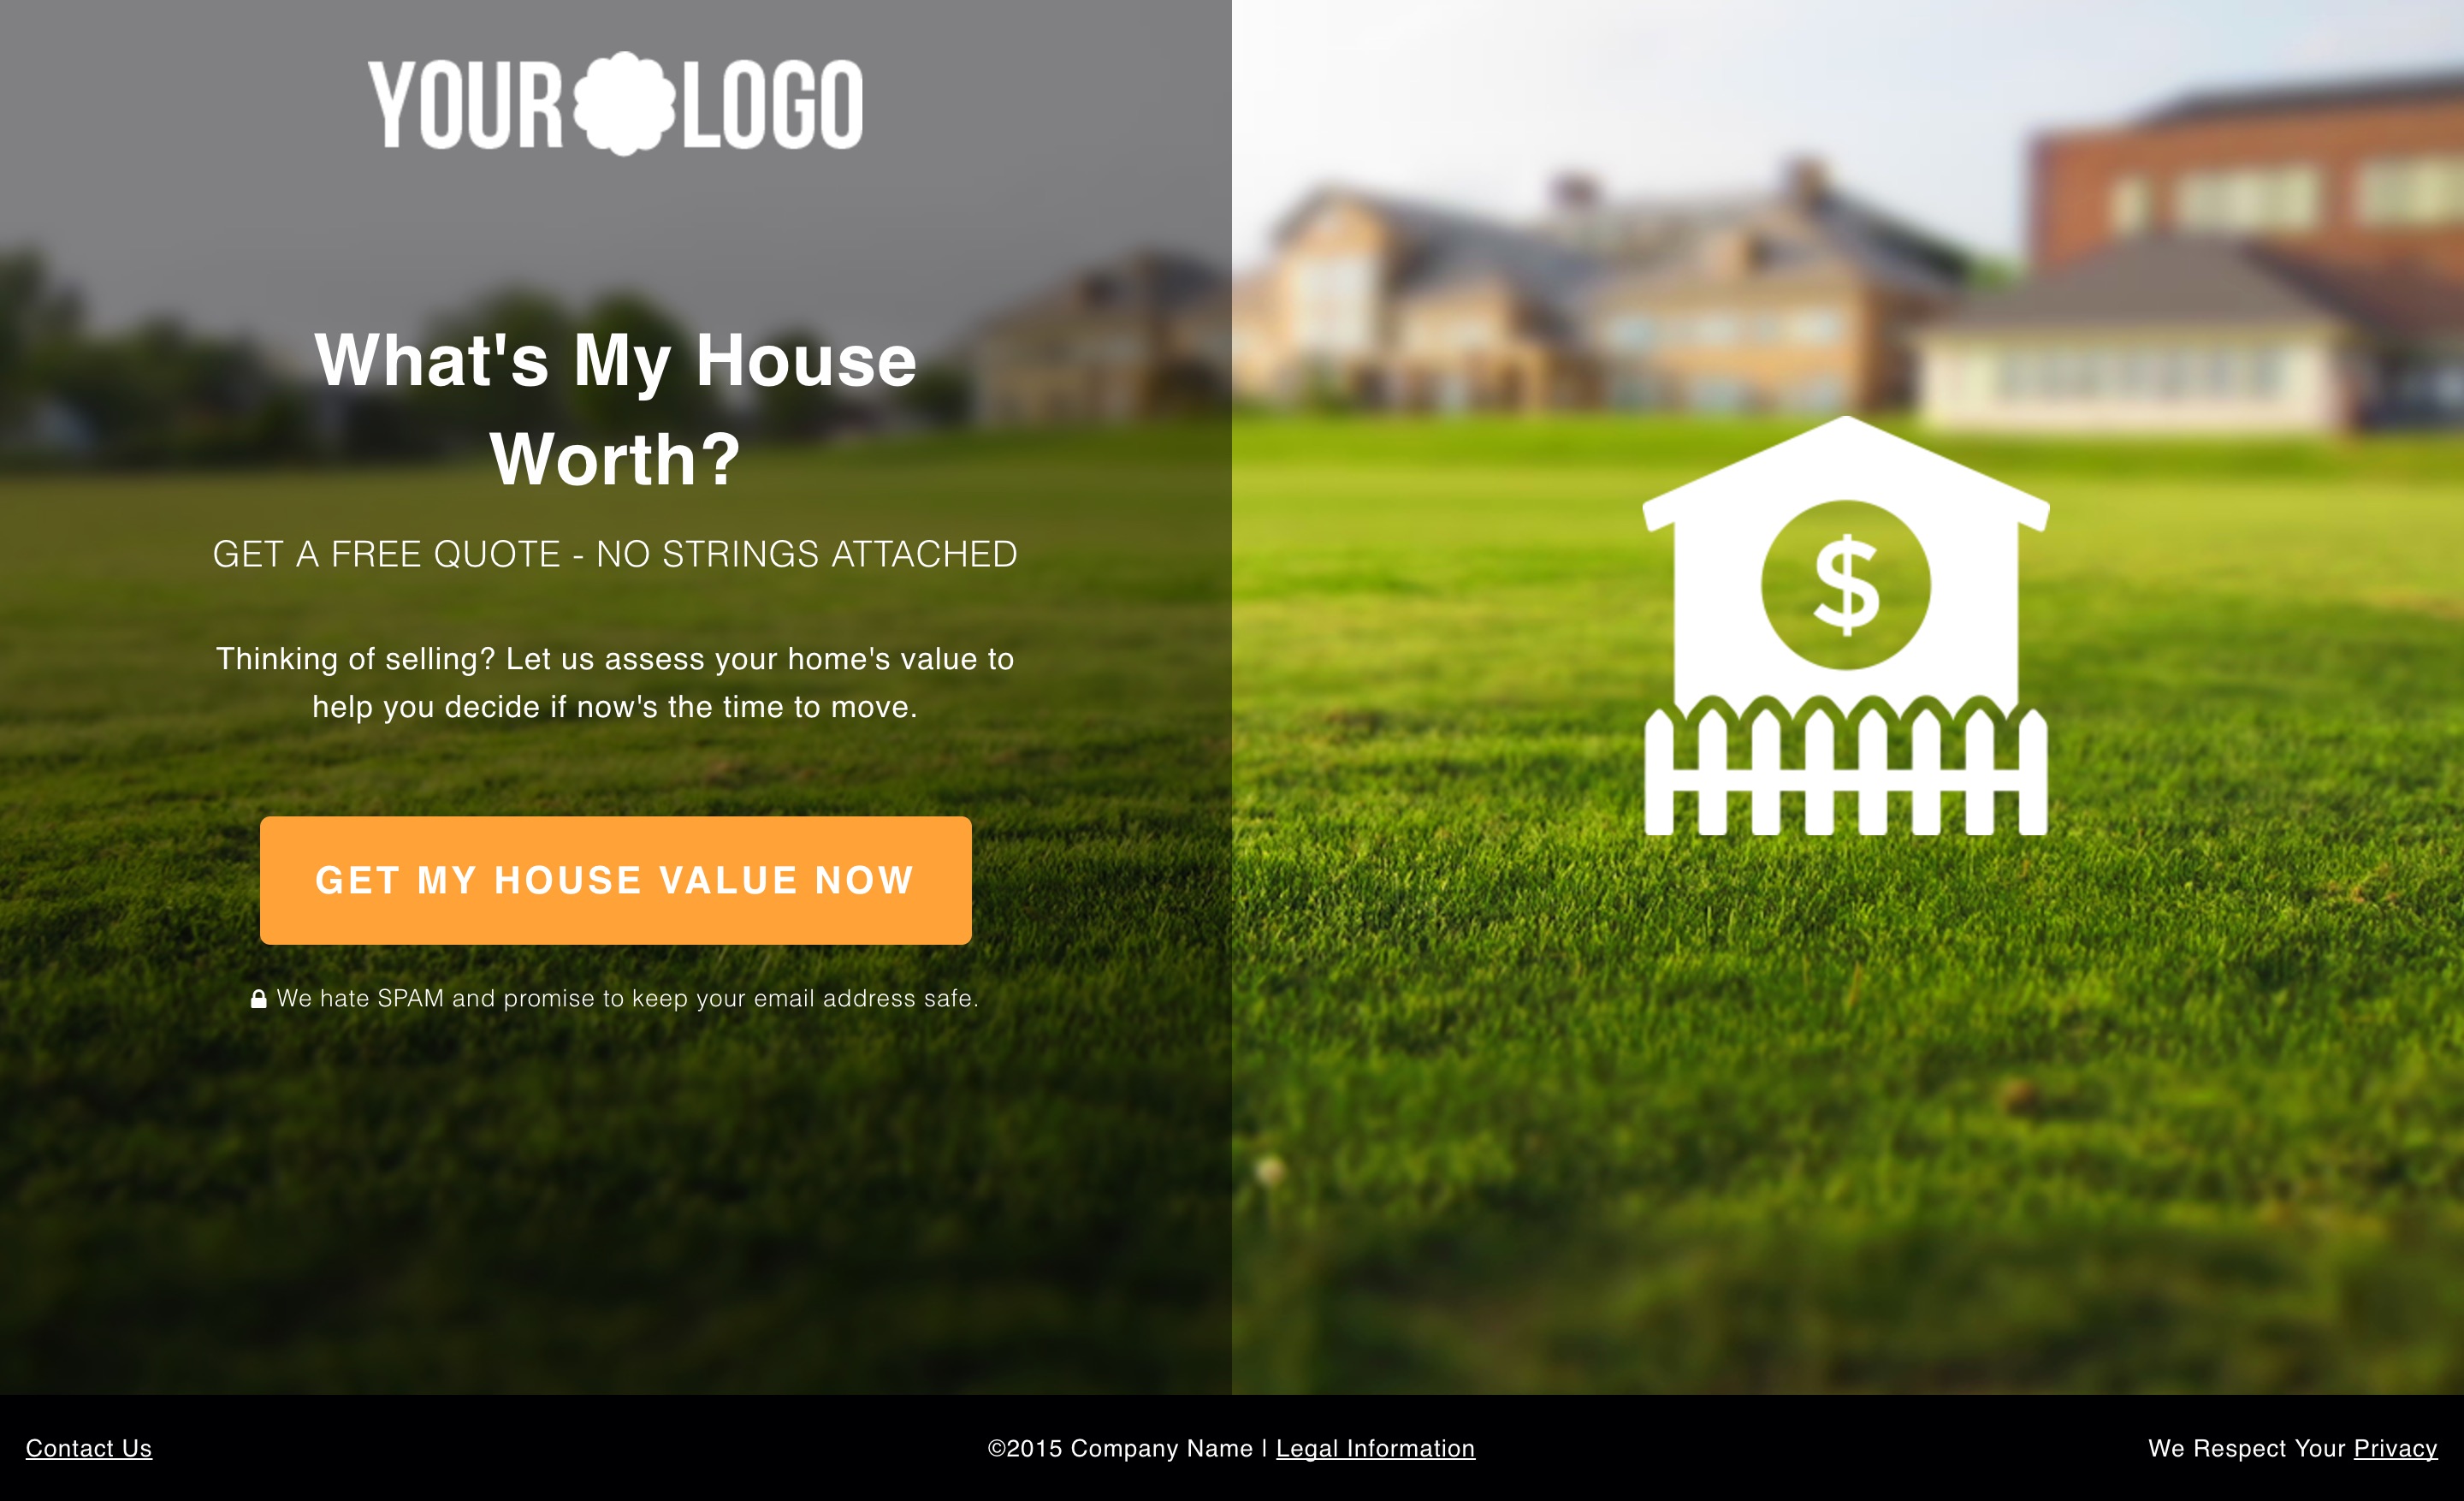 YOUR LOGO
What's My House
Worth?
GET A FREE QUOTE - NO STRINGS ATTACHED
Thinking of selling? Let us assess your home's value to
help you decide if now's the time to move.
GET MY HOUSE VALUE NOW
We hate SPAM and promise to keep your email address safe.
$
Contact Us
©2015 Company Name | Legal Information
We Respect Your Privacy